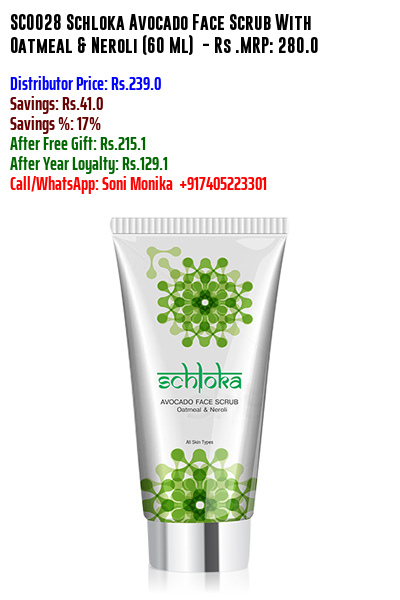 SC0028 Schloka Avocado Face Scrub With
Oatmeal & Neroli (60 Ml) - Rs .MRP: 280.0
Distributor Price: Rs.239.0
Savings: Rs.41.0
Savings %: 17%
After Free Gift: Rs.215.1
After Year Loyalty: Rs.129.1
Call/WhatsApp: Soni Monika +917405223301
schloka
AVOCADO FACE SCRUB
Oatmeal & Neroli
All Skin Types